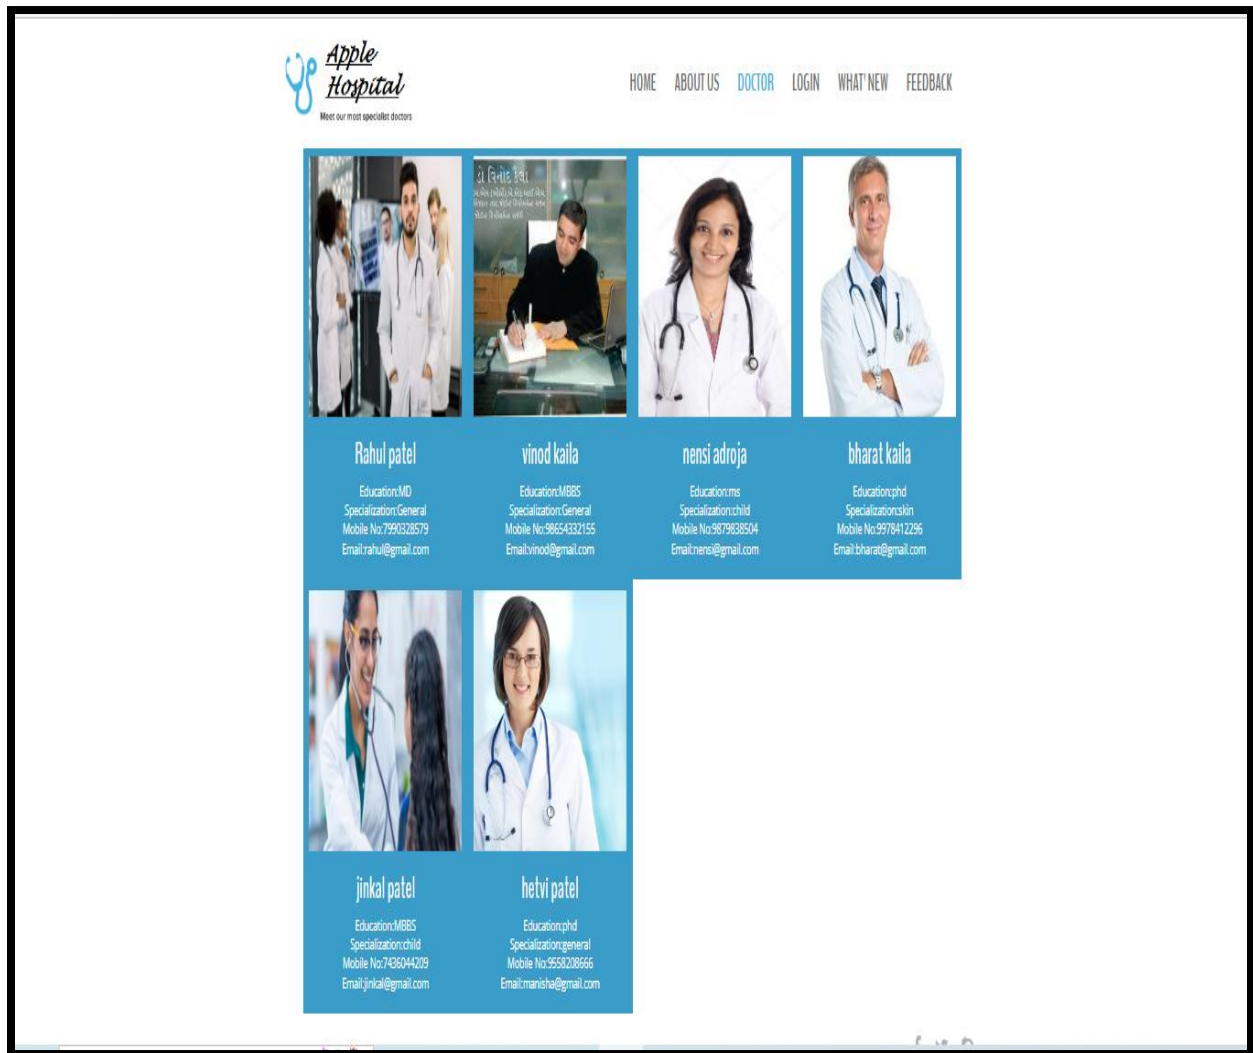 Apple
Hospital
Meet our most specialist doctors
HOME ABOUT US DOCTOR LOGIN WHAT' NEW FEEDBACK
ડો વિનોદ કૈલા
Rahul patel
Education:MD
Specialization:General
Mobile No:7990328579
Email:rahul@gmail.com
vinod kaila
Education:MBBS
Specialization:General
Mobile No:98654332155
Email:vinod@gmail.com
nensi adroja
Education:ms
Specialization:child
Mobile No:9879838504
Email:nensi@gmail.com
bharat kaila
Education:phd
Specialization:skin
Mobile No:9978412296
Email:bharat@gmail.com
jinkal patel
Education:MBBS
Specialization:child
Mobile No:7436044209
Email:jinkal@gmail.com
hetvi patel
Education:phd
Specialization:general
Mobile No:9558208666
Email:manisha@gmail.com